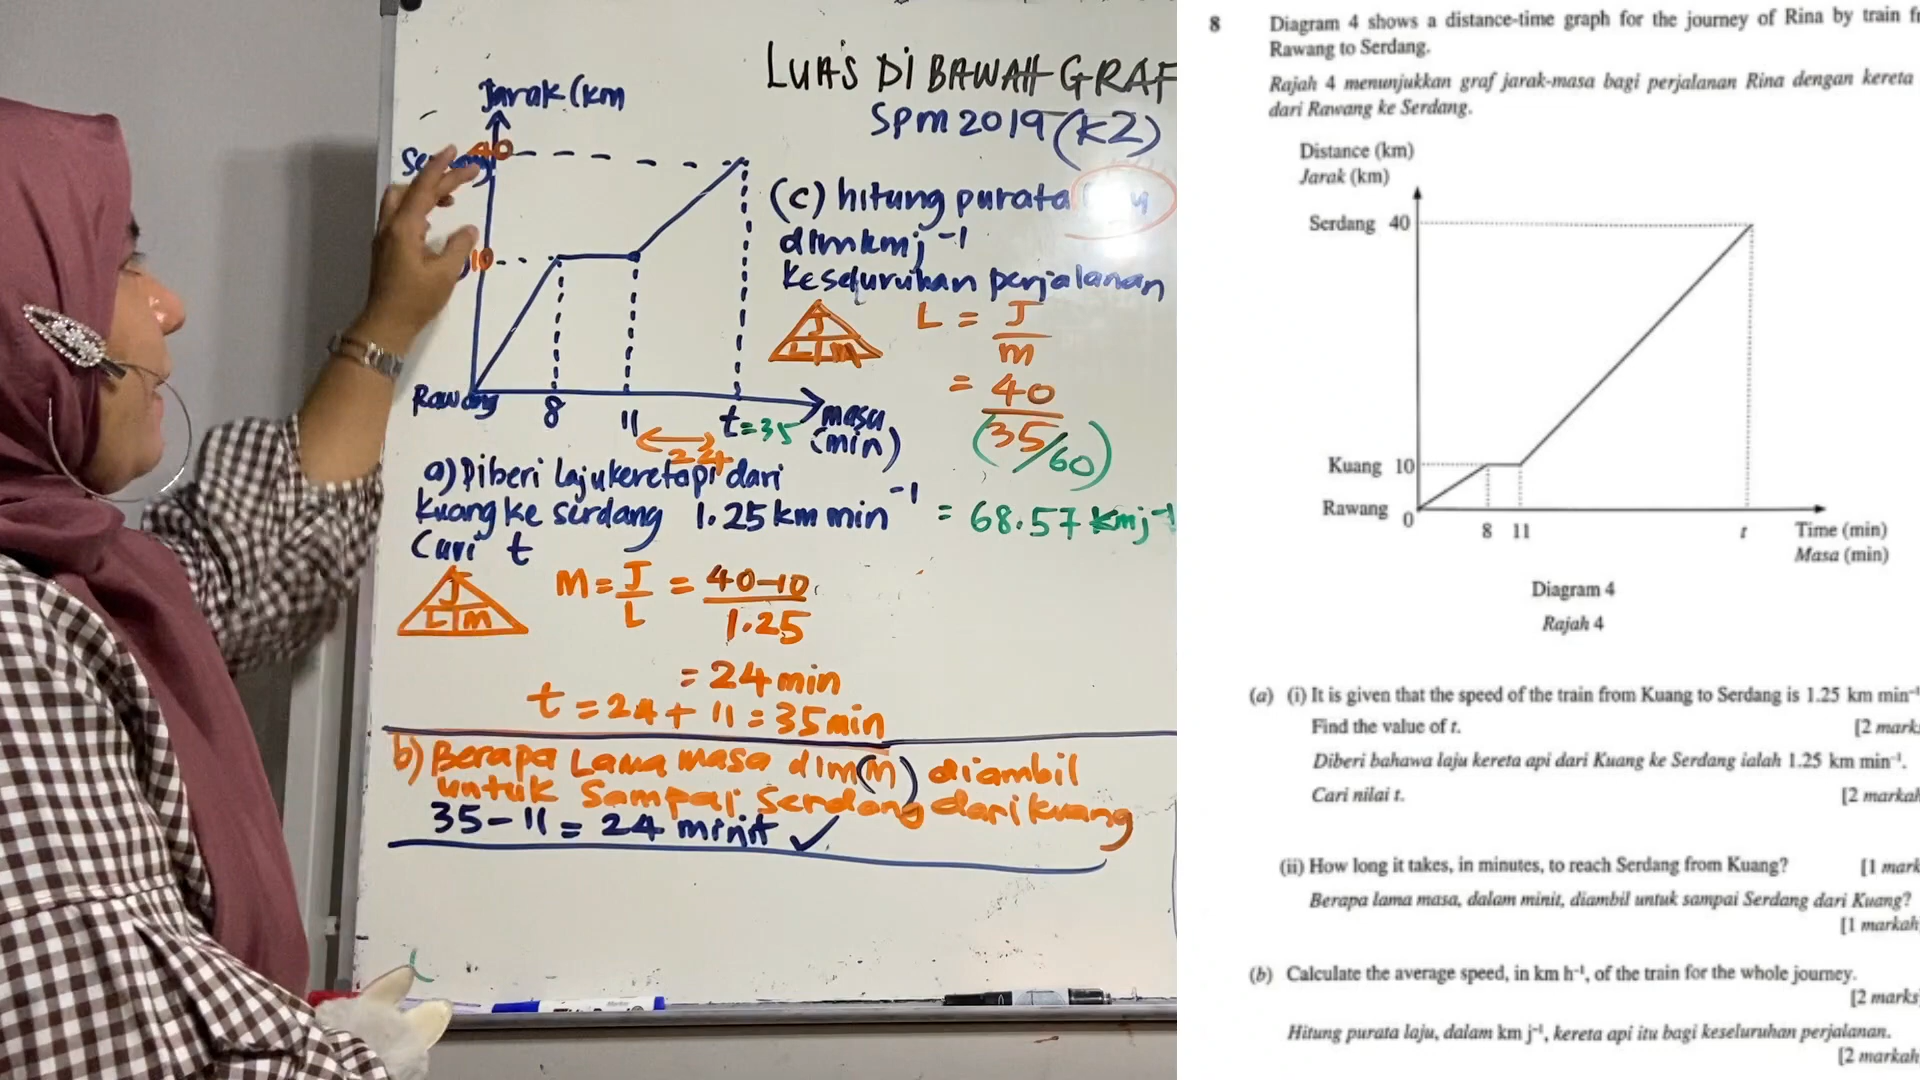 LUAS DI BAWAH GRAF
SPM 2019 (K2)
Jarak (km
40
10
Rawang
8
11
t = 35
masa
(min)
24
a) Diberi laju keretapi dari
Kuang ke serdang 1.25 km min⁻¹
Cari t
J
L m
M = J/L = 40-10/1.25
= 24 min
t = 24 + 11 = 35 min
b) Berapa Lama masa dlm (m) diambil
untuk Sampai Serdang dari kuang
35 - 11 = 24 minit ✓
(c) hitung purata
dlm kmj⁻¹
keseluruhan perjalanan
J
L m
L = J/m
= 40/(35/60)
= 68.57 kmj⁻¹
8 Diagram 4 shows a distance-time graph for the journey of Rina by train
Rawang to Serdang.
Rajah 4 menunjukkan graf jarak-masa bagi perjalanan Rina dengan kereta
dari Rawang ke Serdang.
Distance (km)
Jarak (km)
Serdang 40
Kuang 10
Rawang
0
8 11 t
Time (min)
Masa (min)
Diagram 4
Rajah 4
(a) (i) It is given that the speed of the train from Kuang to Serdang is 1.25 km min⁻¹
Find the value of t.
[2 mark
Diberi bahawa laju kereta api dari Kuang ke Serdang ialah 1.25 km min⁻¹.
Cari nilai t.
[2 markah
(ii) How long it takes, in minutes, to reach Serdang from Kuang?
[1 mark
Berapa lama masa, dalam minit, diambil untuk sampai Serdang dari Kuang?
[1 markah
(b) Calculate the average speed, in km h⁻¹, of the train for the whole journey.
[2 marks
Hitung purata laju, dalam km j⁻¹, kereta api itu bagi keseluruhan perjalanan.
[2 markah